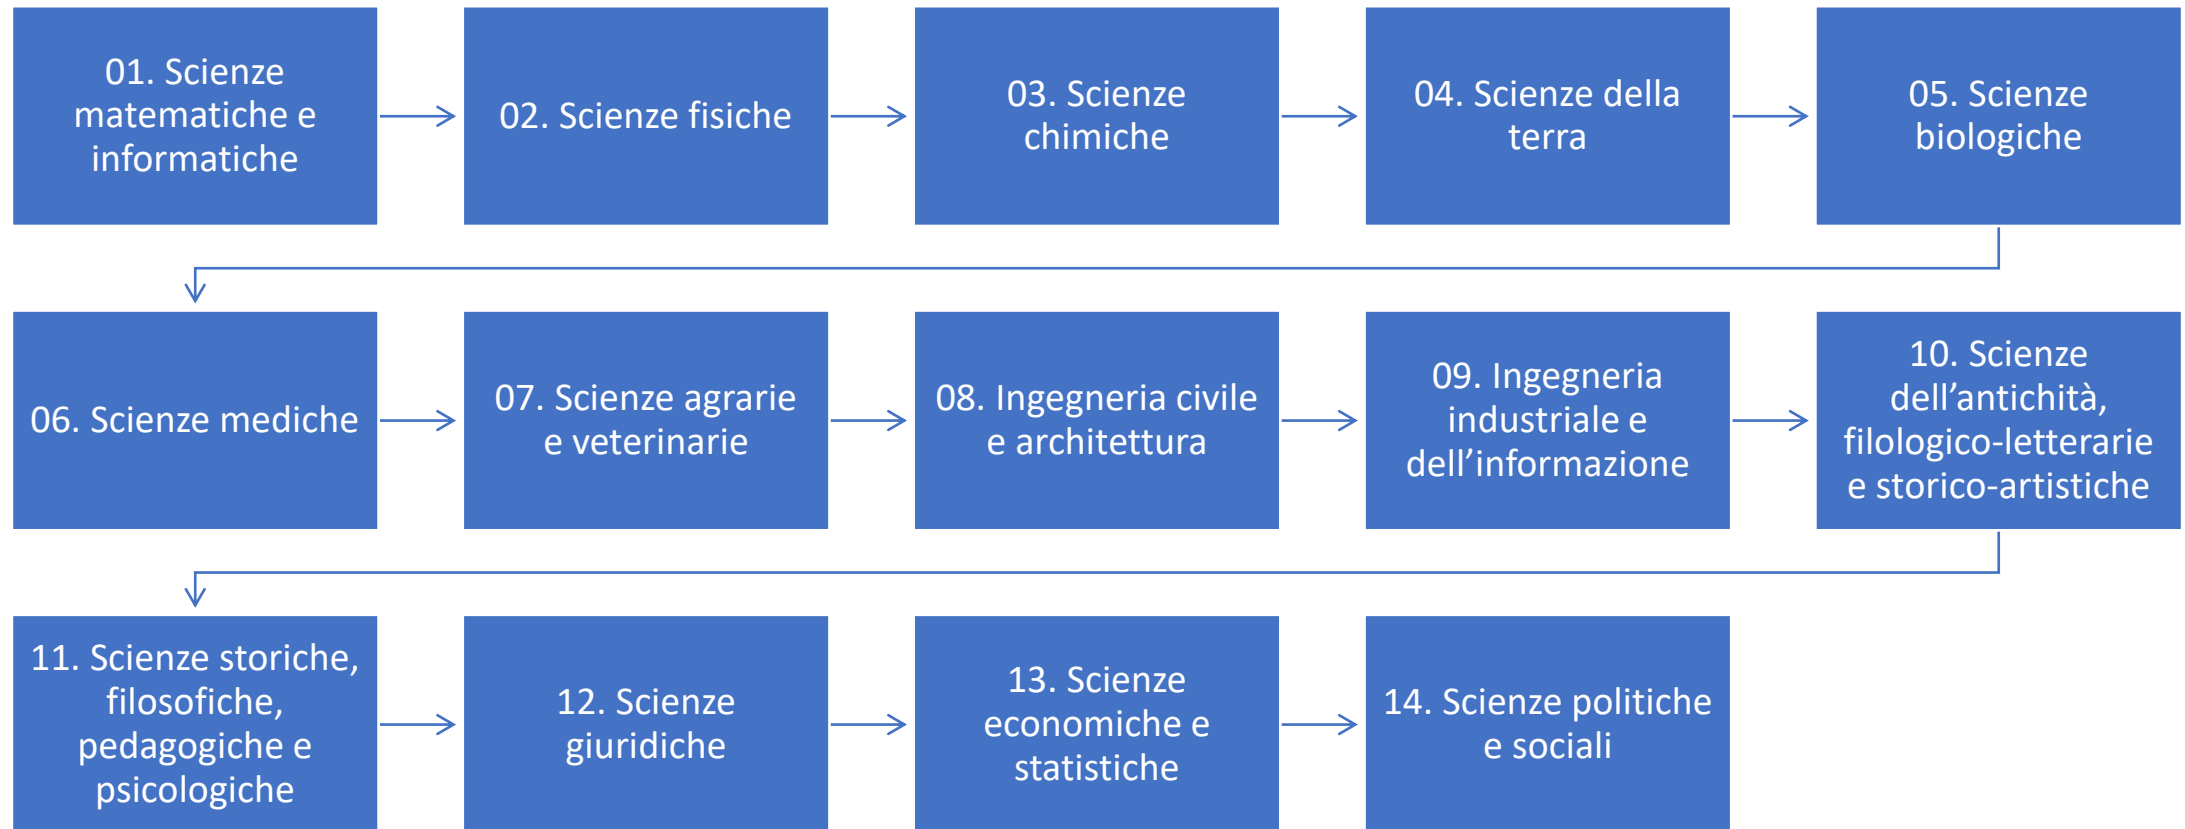 01. Scienze
matematiche e
informatiche
02. Scienze fisiche
03. Scienze
chimiche
04. Scienze della
terra
05. Scienze
biologiche
06. Scienze mediche
07. Scienze agrarie
e veterinarie
08. Ingegneria civile
e architettura
09. Ingegneria
industriale e
dell’informazione
10. Scienze
dell’antichità,
filologico-letterarie
e storico-artistiche
11. Scienze storiche,
filosofiche,
pedagogiche e
psicologiche
12. Scienze
giuridiche
13. Scienze
economiche e
statistiche
14. Scienze politiche
e sociali